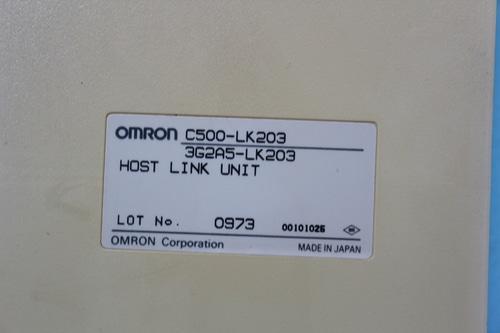 OMRON C500-LK203
3G2A5-LK203
HOST LINK UNIT
LOT No. 0973 00101025
OMRON Corporation MADE IN JAPAN